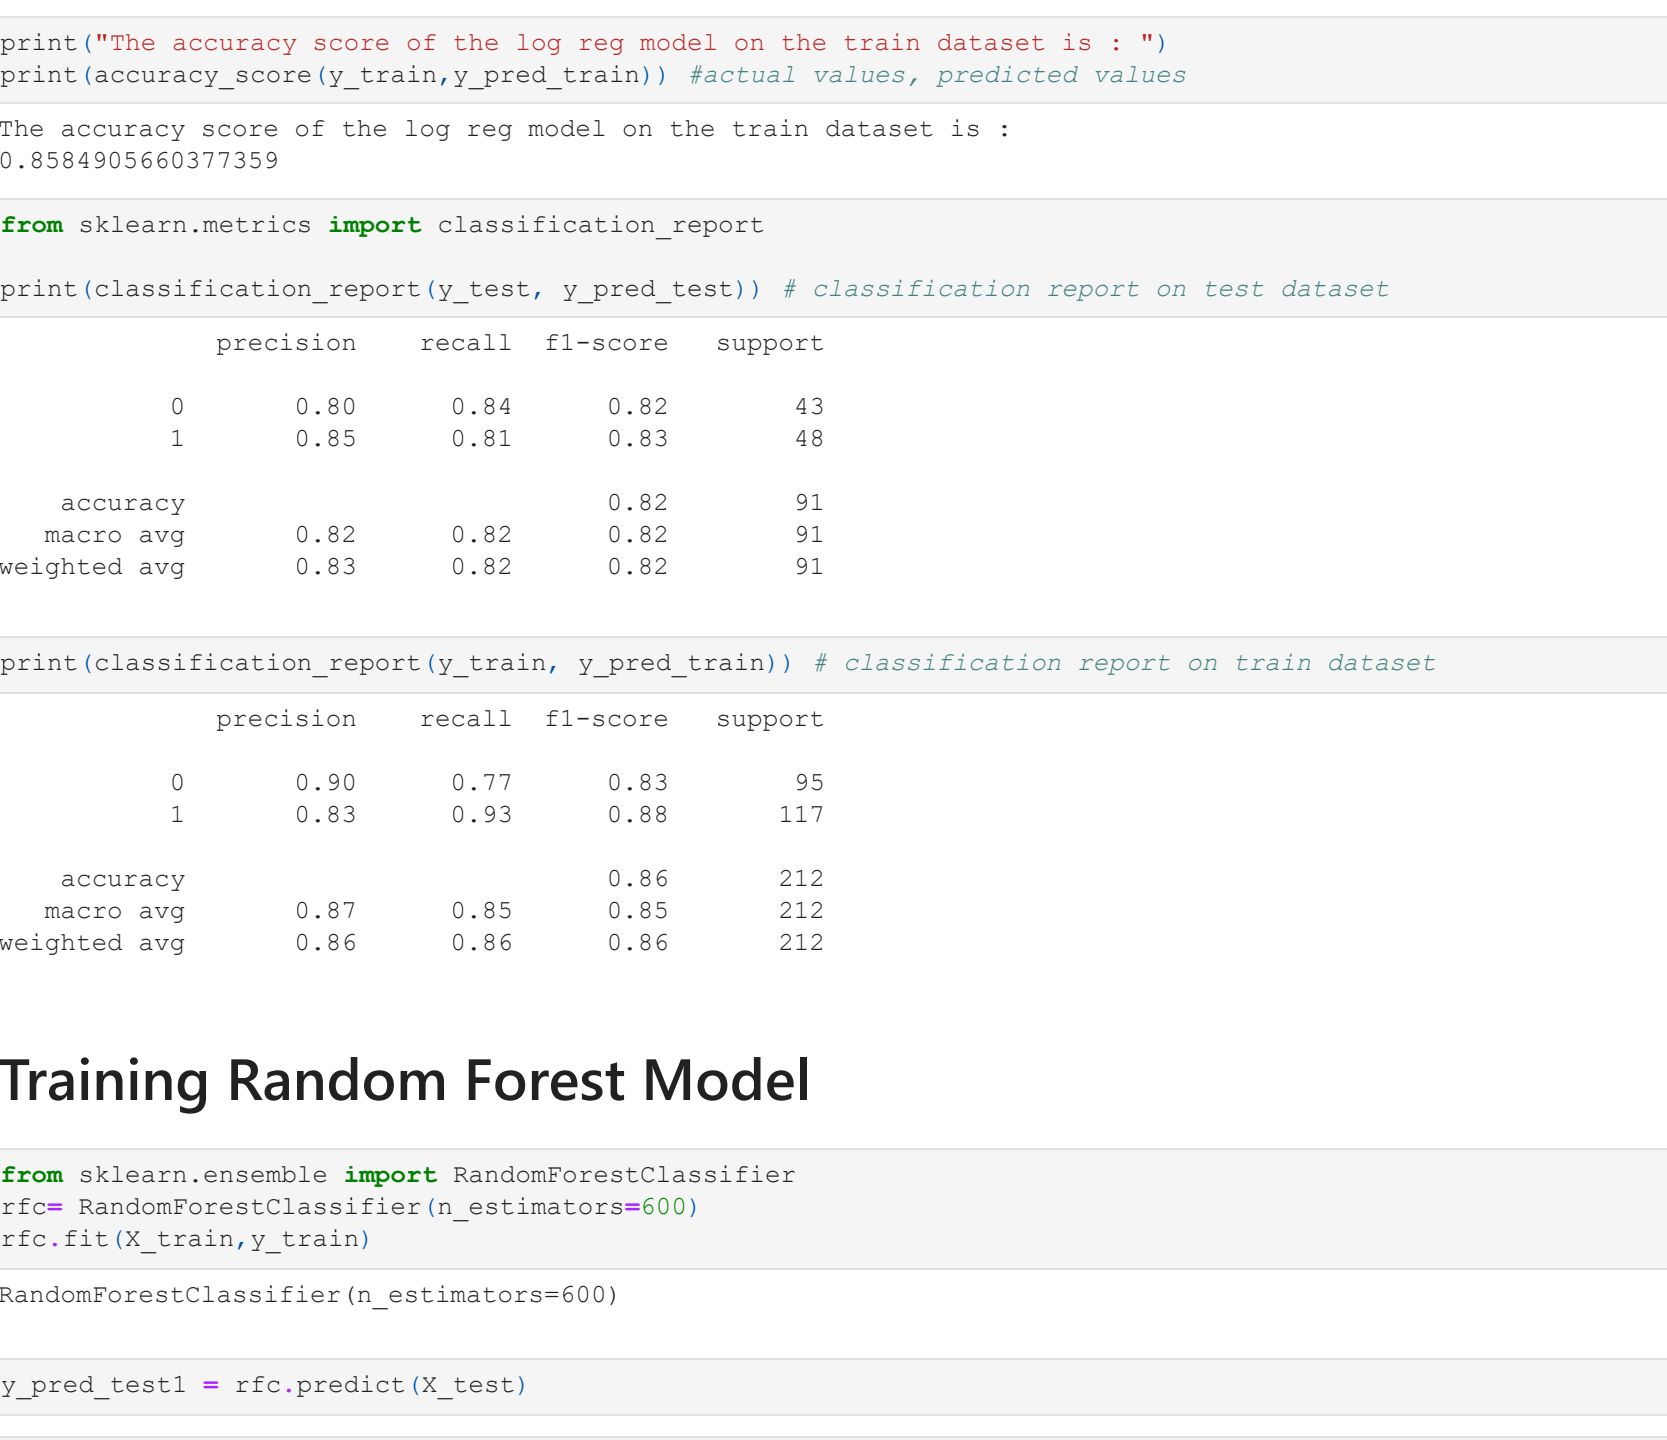 print("The accuracy score of the log reg model on the train dataset is : ")
print(accuracy_score(y_train,y_pred_train)) #actual values, predicted values
The accuracy score of the log reg model on the train dataset is :
0.8584905660377359
from sklearn.metrics import classification_report
print(classification_report(y_test, y_pred_test)) # classification report on test dataset
precision recall f1-score support
0 0.80 0.84 0.82 43
1 0.85 0.81 0.83 48
accuracy 0.82 91
macro avg 0.82 0.82 0.82 91
weighted avg 0.83 0.82 0.82 91
print(classification_report(y_train, y_pred_train)) # classification report on train dataset
precision recall f1-score support
0 0.90 0.77 0.83 95
1 0.83 0.93 0.88 117
accuracy 0.86 212
macro avg 0.87 0.85 0.85 212
weighted avg 0.86 0.86 0.86 212
Training Random Forest Model
from sklearn.ensemble import RandomForestClassifier
rfc= RandomForestClassifier(n_estimators=600)
rfc.fit(X_train,y_train)
RandomForestClassifier(n_estimators=600)
y_pred_test1 = rfc.predict(X_test)